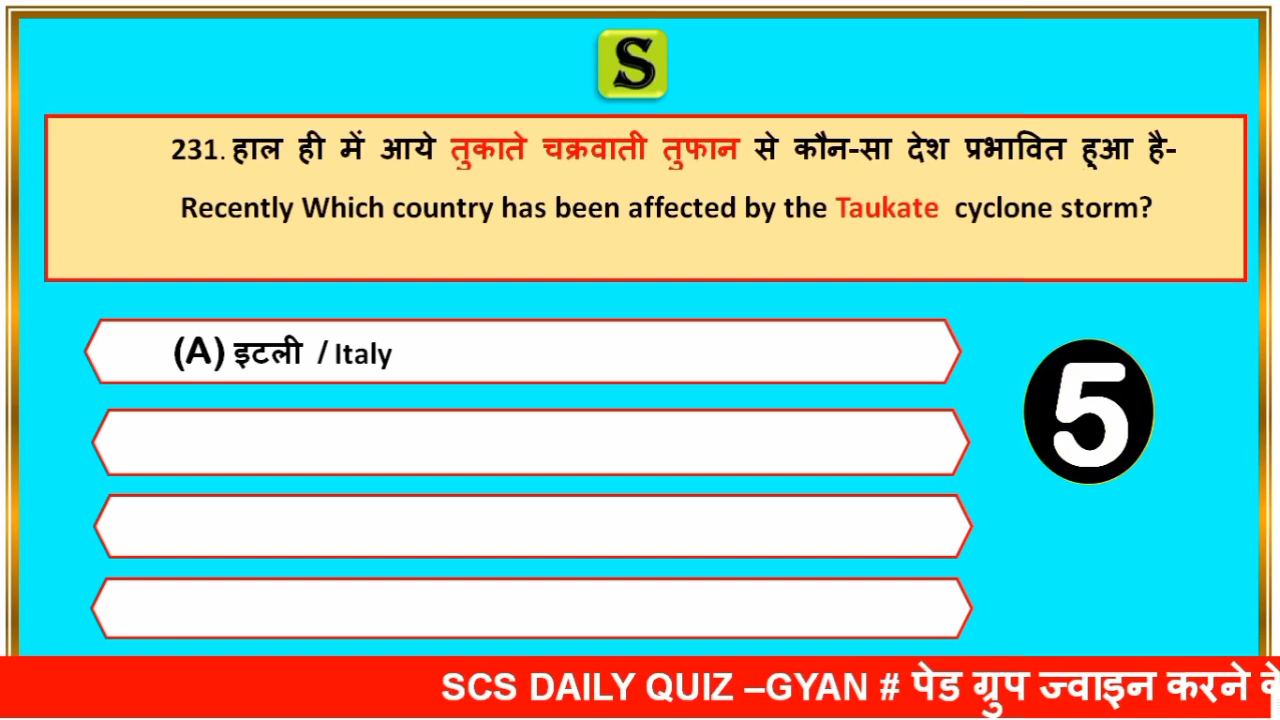 S
231. हाल ही में आये तुकाते चक्रवाती तुफान से कौन-सा देश प्रभावित हूआ है-
Recently Which country has been affected by the Taukate cyclone storm?
(A) इटली / Italy
5
SCS DAILY QUIZ –GYAN # पेड ग्रुप ज्वाइन करने